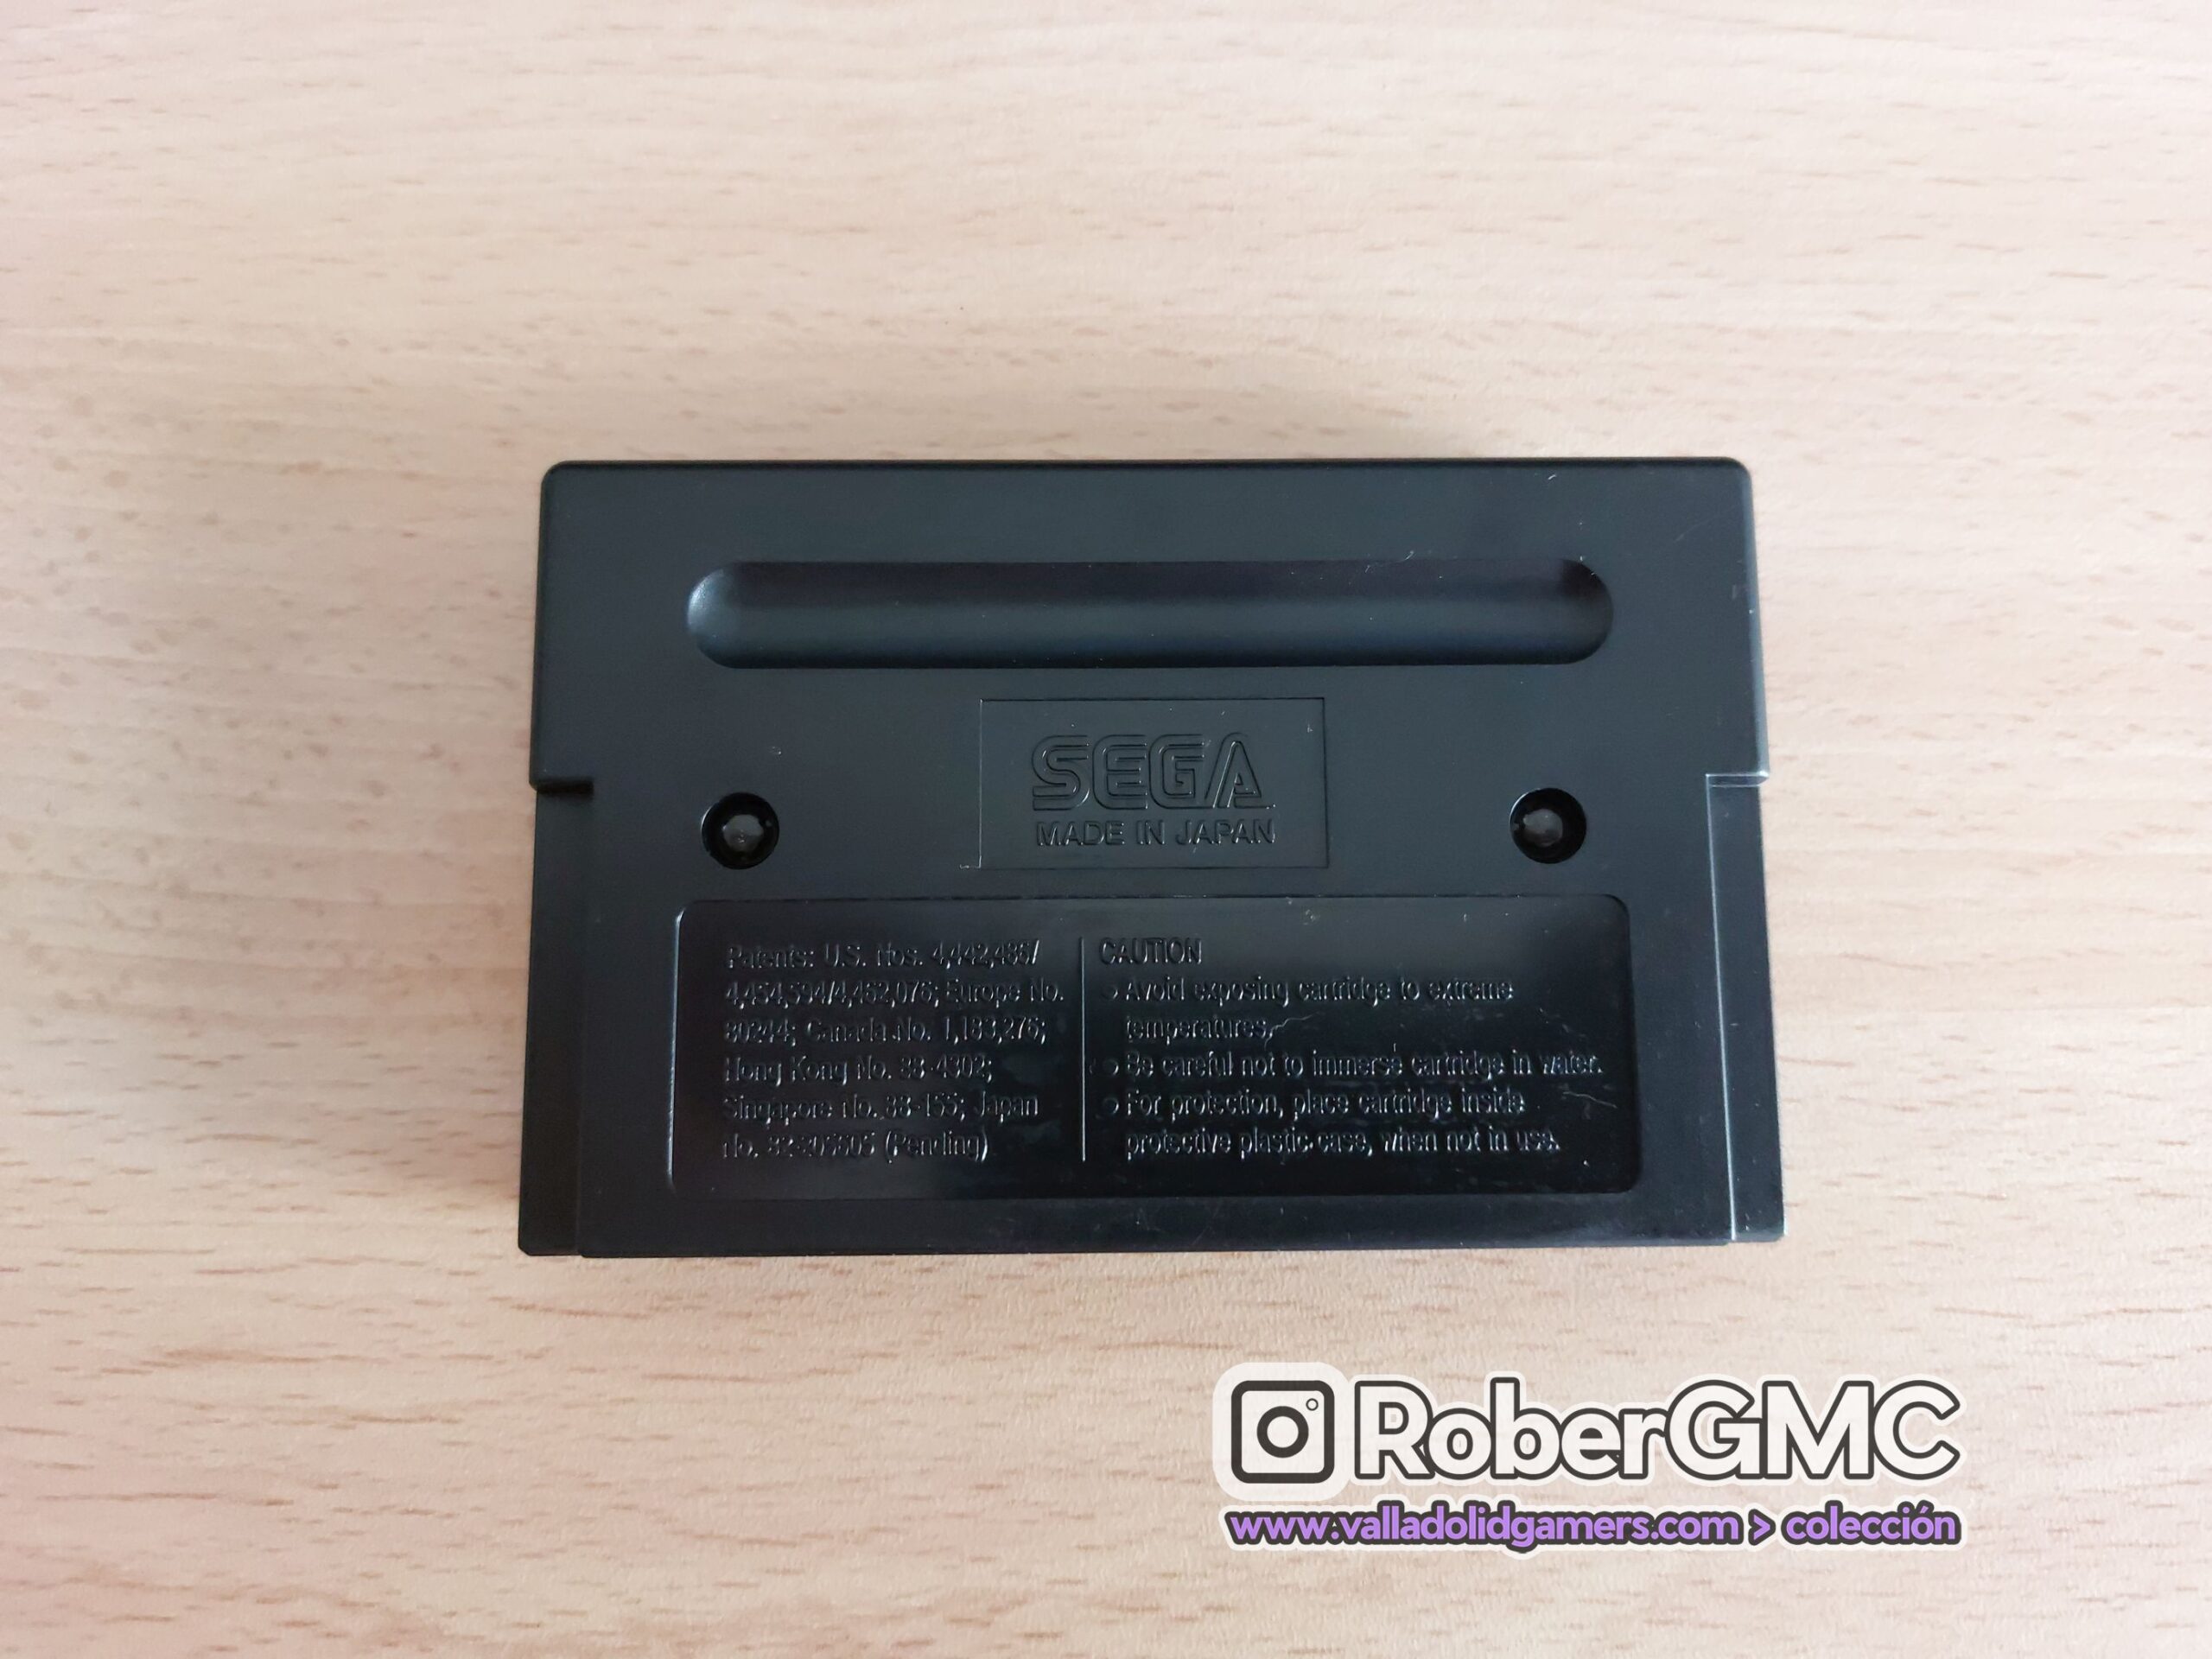 SEGA
MADE IN JAPAN
Patents: U.S. Nos. 4,442,486/
4,454,594/4,462,076; Europe No.
80244; Canada No. 1,183,276;
Hong Kong No. 88-4302;
Singapore No. 88-155; Japan
No. (Pending)
CAUTION
Avoid exposing cartridge to extreme
temperatures,
Be careful not to immerse cartridge in water.
For protection, place cartridge inside
protective plastic case, when not in use.
RoberGMC
www.valladolidgamers.com > colección